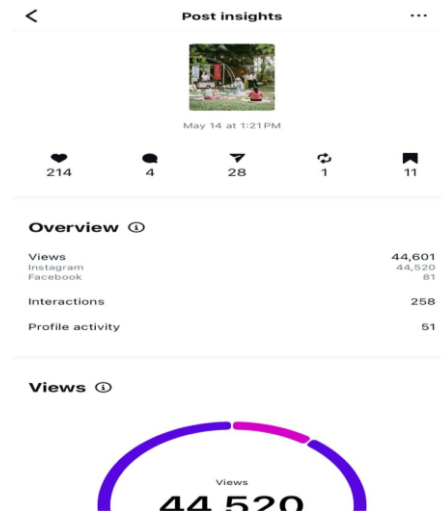 Post insights
May 14 at 1:21 PM
214 4 28 1 11
Overview
Views 44,601
Instagram 44,520
Facebook 81
Interactions 258
Profile activity 51
Views
Views
44,520